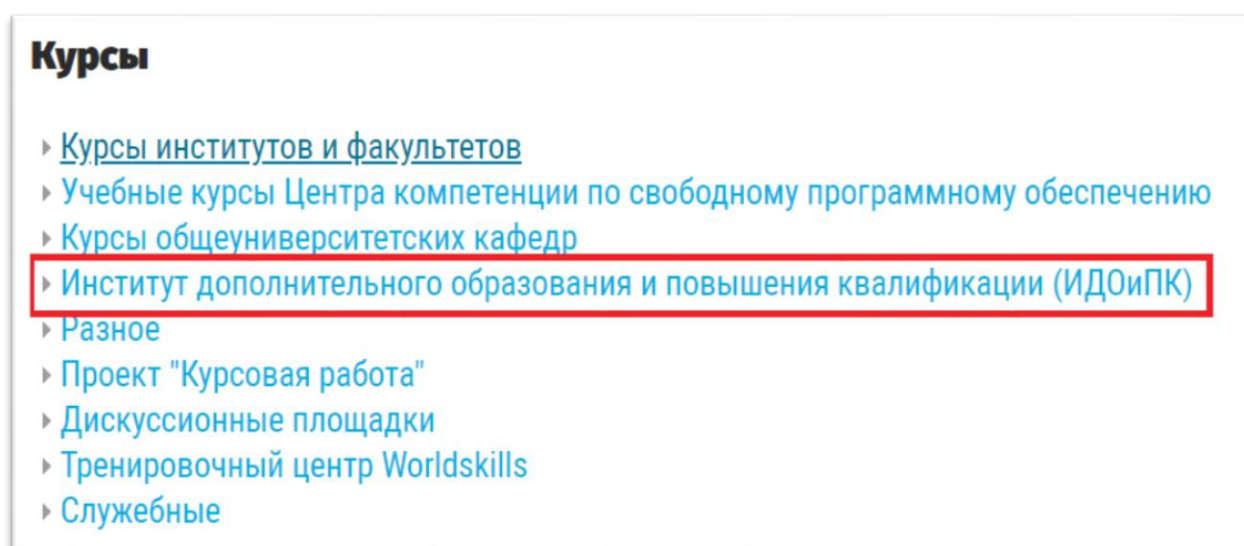 Курсы
Курсы институтов и факультетов
Учебные курсы Центра компетенции по свободному программному обеспечению
Курсы общеуниверситетских кафедр
Институт дополнительного образования и повышения квалификации (ИДОиПК)
Разное
Проект "Курсовая работа"
Дискуссионные площадки
Тренировочный центр Worldskills
Служебные